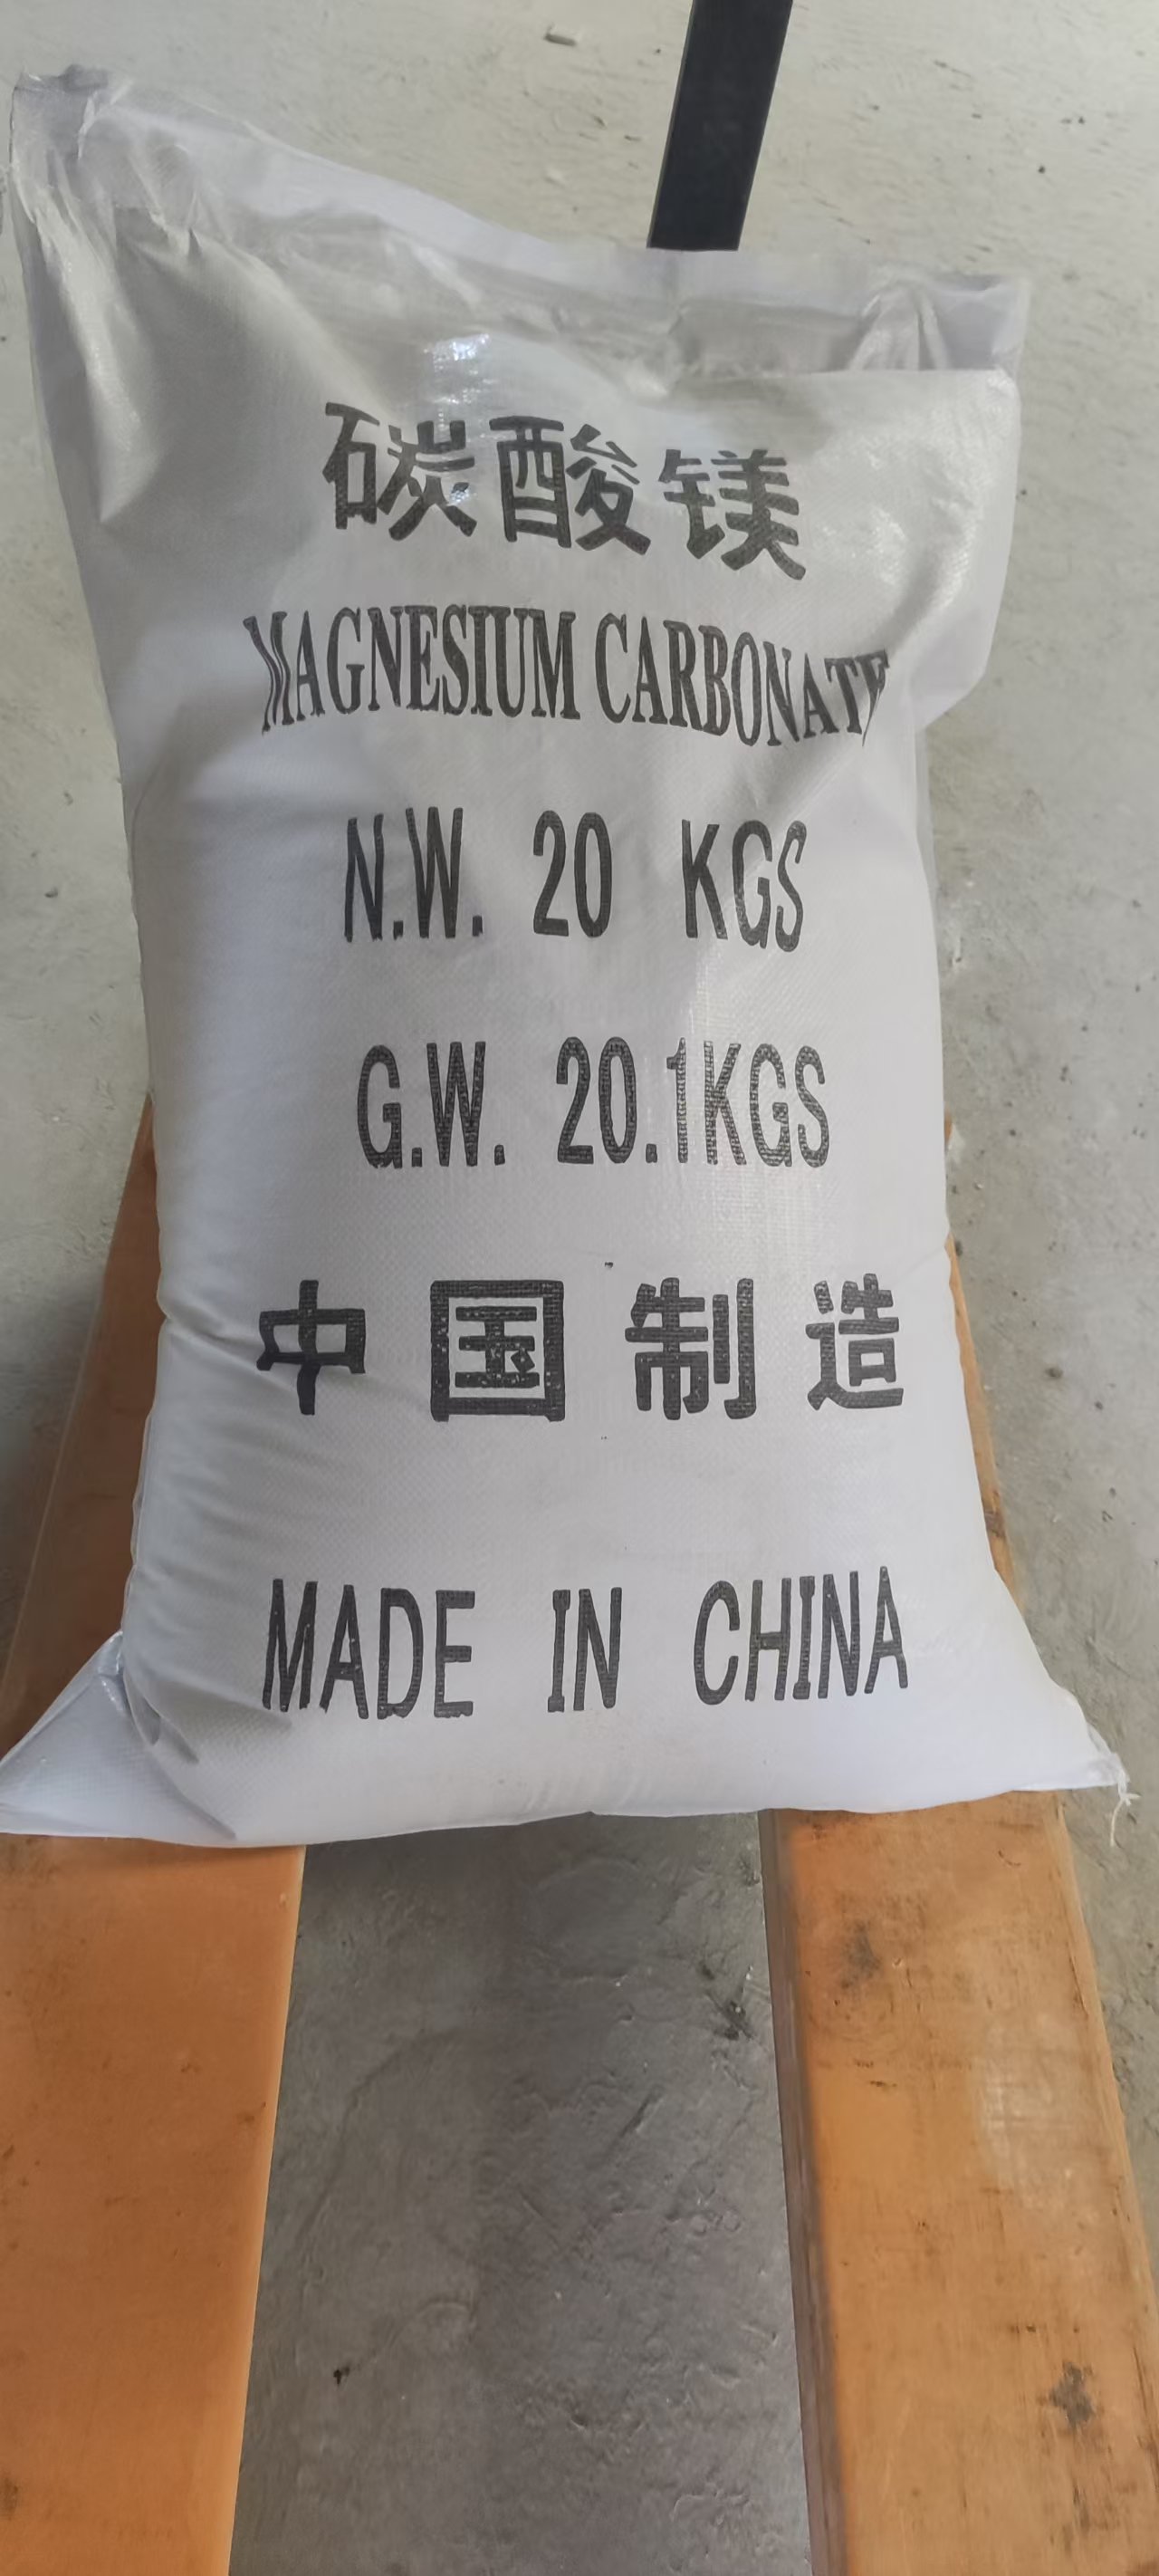 碳酸镁
MAGNESIUM CARBONATE
N.W. 20 KGS
G.W. 20.1KGS
中国制造
MADE IN CHINA